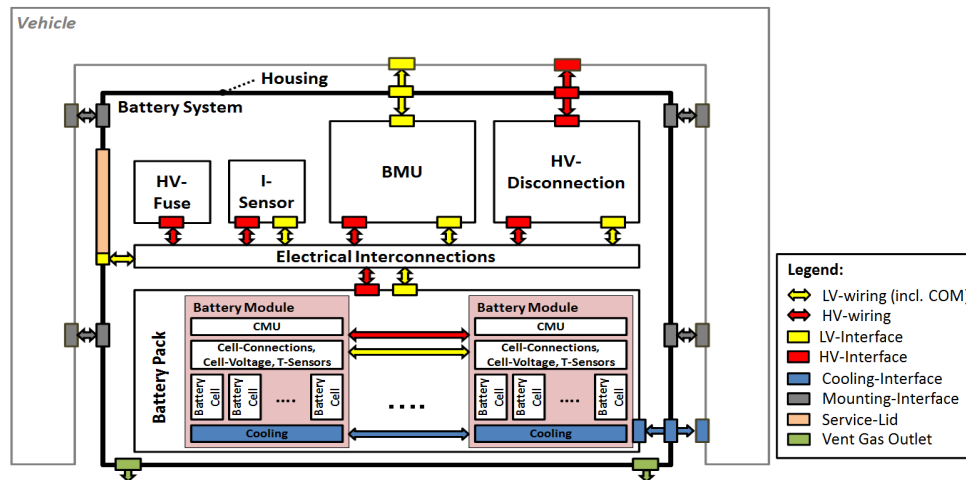 Vehicle
Housing
Battery System
HV-
Fuse
I-
Sensor
BMU
HV-
Disconnection
Electrical Interconnections
Battery Pack
Battery Module
CMU
Cell-Connections,
Cell-Voltage, T-Sensors
Battery
Cell
Battery
Cell
....
Battery
Cell
Cooling
....
Battery Module
CMU
Cell-Connections,
Cell-Voltage, T-Sensors
Battery
Cell
Battery
Cell
....
Battery
Cell
Cooling
Legend:
LV-wiring (incl. COM)
HV-wiring
LV-Interface
HV-Interface
Cooling-Interface
Mounting-Interface
Service-Lid
Vent Gas Outlet